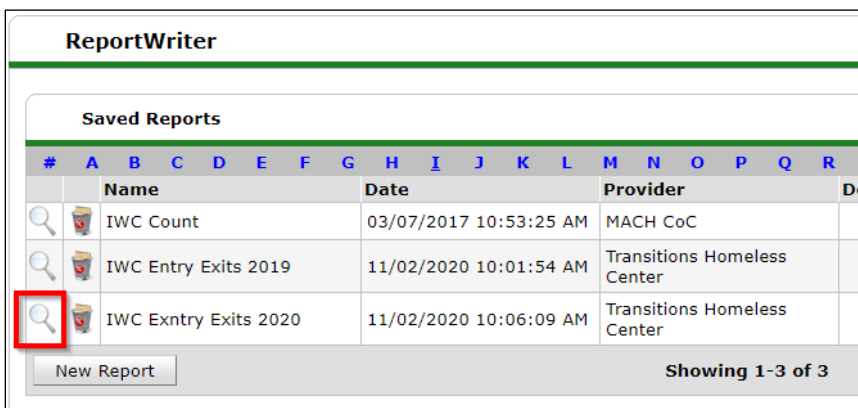 ReportWriter
Saved Reports
# A B C D E F G H I J K L M N O P Q R
Name Date Provider
IWC Count 03/07/2017 10:53:25 AM MACH CoC
IWC Entry Exits 2019 11/02/2020 10:01:54 AM Transitions Homeless
Center
IWC Exntry Exits 2020 11/02/2020 10:06:09 AM Transitions Homeless
Center
New Report Showing 1-3 of 3